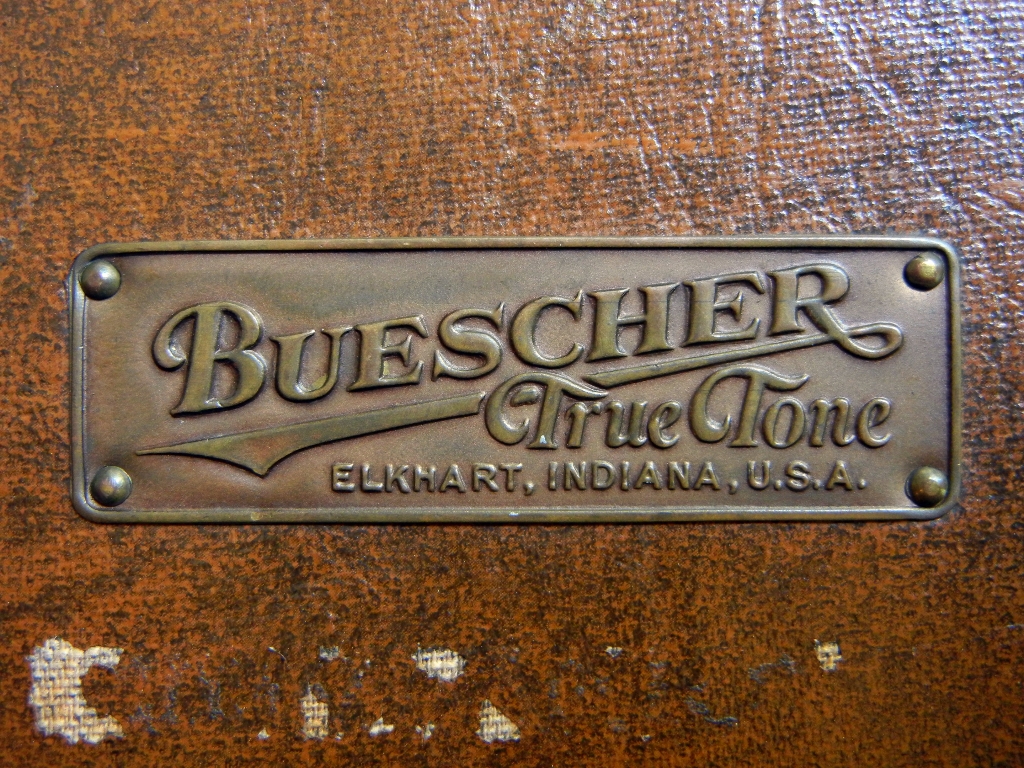 BUESCHER
True Tone
ELKHART, INDIANA, U.S.A.